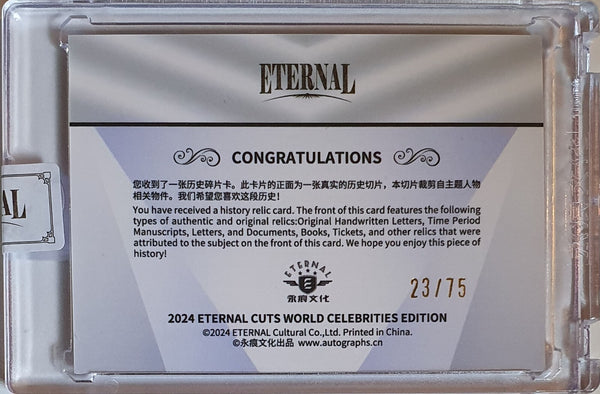 ETERNAL
CONGRATULATIONS
您收到了一张历史碎片卡。此卡片的正面为一张真实的历史切片，本切片裁剪自主题人物
相关物件。我们希望您喜欢这段历史！
You have received a history relic card. The front of this card features the following
types of authentic and original relics:Original Handwritten Letters, Time Period
Manuscripts, Letters, and Documents, Books, Tickets, and other relics that were
attributed to the subject on the front of this card. We hope you enjoy this piece of
history!
AL
ETERNAL
永痕文化
23/75
2024 ETERNAL CUTS WORLD CELEBRITIES EDITION
©2024 ETERNAL Cultural Co.,Ltd. Printed in China.
©永痕文化出品 www.autographs.cn